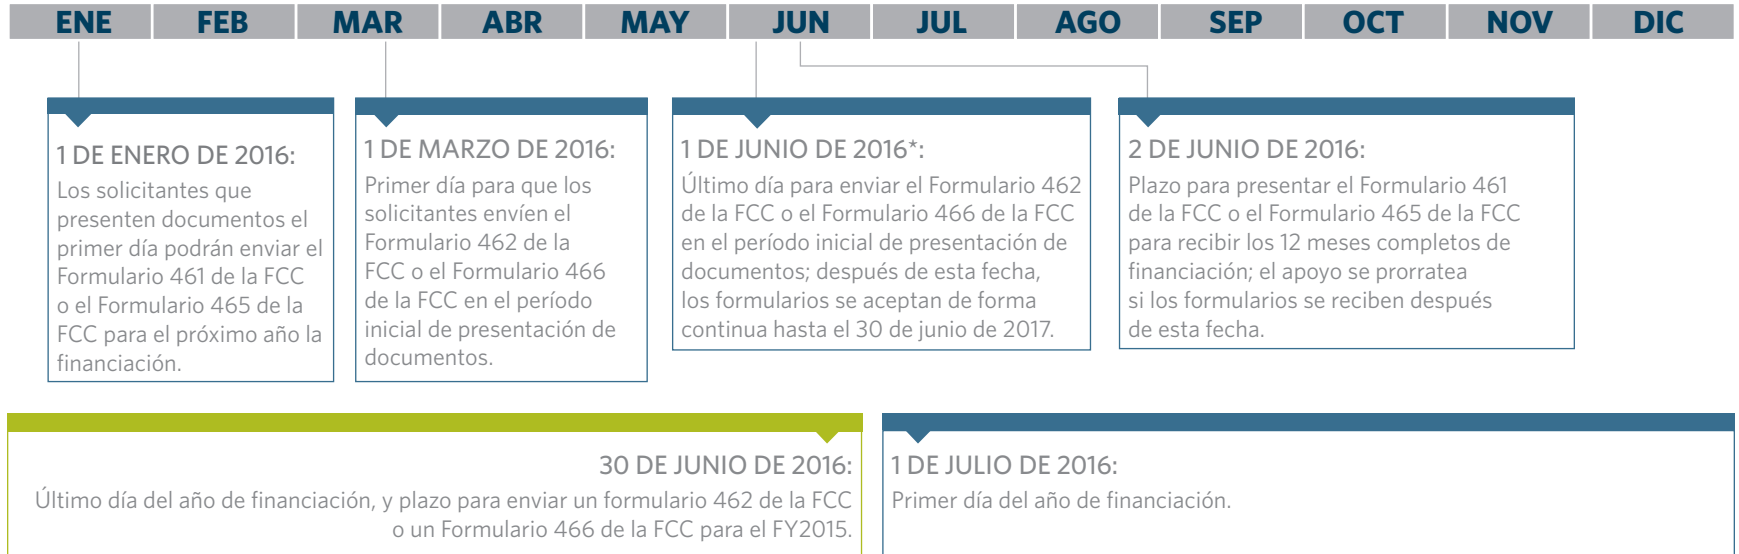 ENE FEB MAR ABR MAY JUN JUL AGO SEP OCT NOV DIC
1 DE ENERO DE 2016:
Los solicitantes que
presenten documentos el
primer día podrán enviar el
Formulario 461 de la FCC
o el Formulario 465 de la
FCC para el próximo año la
financiación.
1 DE MARZO DE 2016:
Primer día para que los
solicitantes envíen el
Formulario 462 de la
FCC o el Formulario 466
de la FCC en el período
inicial de presentación de
documentos.
1 DE JUNIO DE 2016*:
Último día para enviar el Formulario 462
de la FCC o el Formulario 466 de la FCC
en el período inicial de presentación de
documentos; después de esta fecha,
los formularios se aceptan de forma
continua hasta el 30 de junio de 2017.
2 DE JUNIO DE 2016:
Plazo para presentar el Formulario 461
de la FCC o el Formulario 465 de la FCC
para recibir los 12 meses completos de
financiación; el apoyo se prorratea
si los formularios se reciben después
de esta fecha.
30 DE JUNIO DE 2016:
Último día del año de financiación, y plazo para enviar un formulario 462 de la FCC
o un Formulario 466 de la FCC para el FY2015.
1 DE JULIO DE 2016:
Primer día del año de financiación.